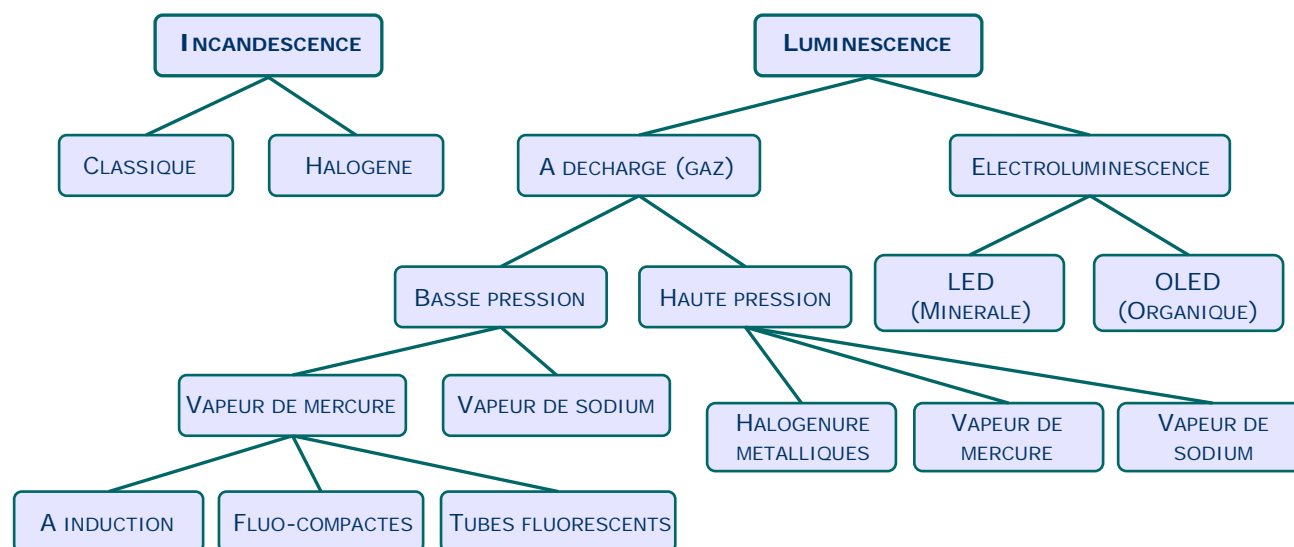 INCANDESCENCE
LUMINESCENCE
CLASSIQUE
HALOGENE
A DECHARGE (GAZ)
ELECTROLUMINESCENCE
BASSE PRESSION
HAUTE PRESSION
LED
(MINERALE)
OLED
(ORGANIQUE)
VAPEUR DE MERCURE
VAPEUR DE SODIUM
HALOGENURE
METALLIQUES
VAPEUR DE
MERCURE
VAPEUR DE
SODIUM
A INDUCTION
FLUO-COMPACTES
TUBES FLUORESCENTS